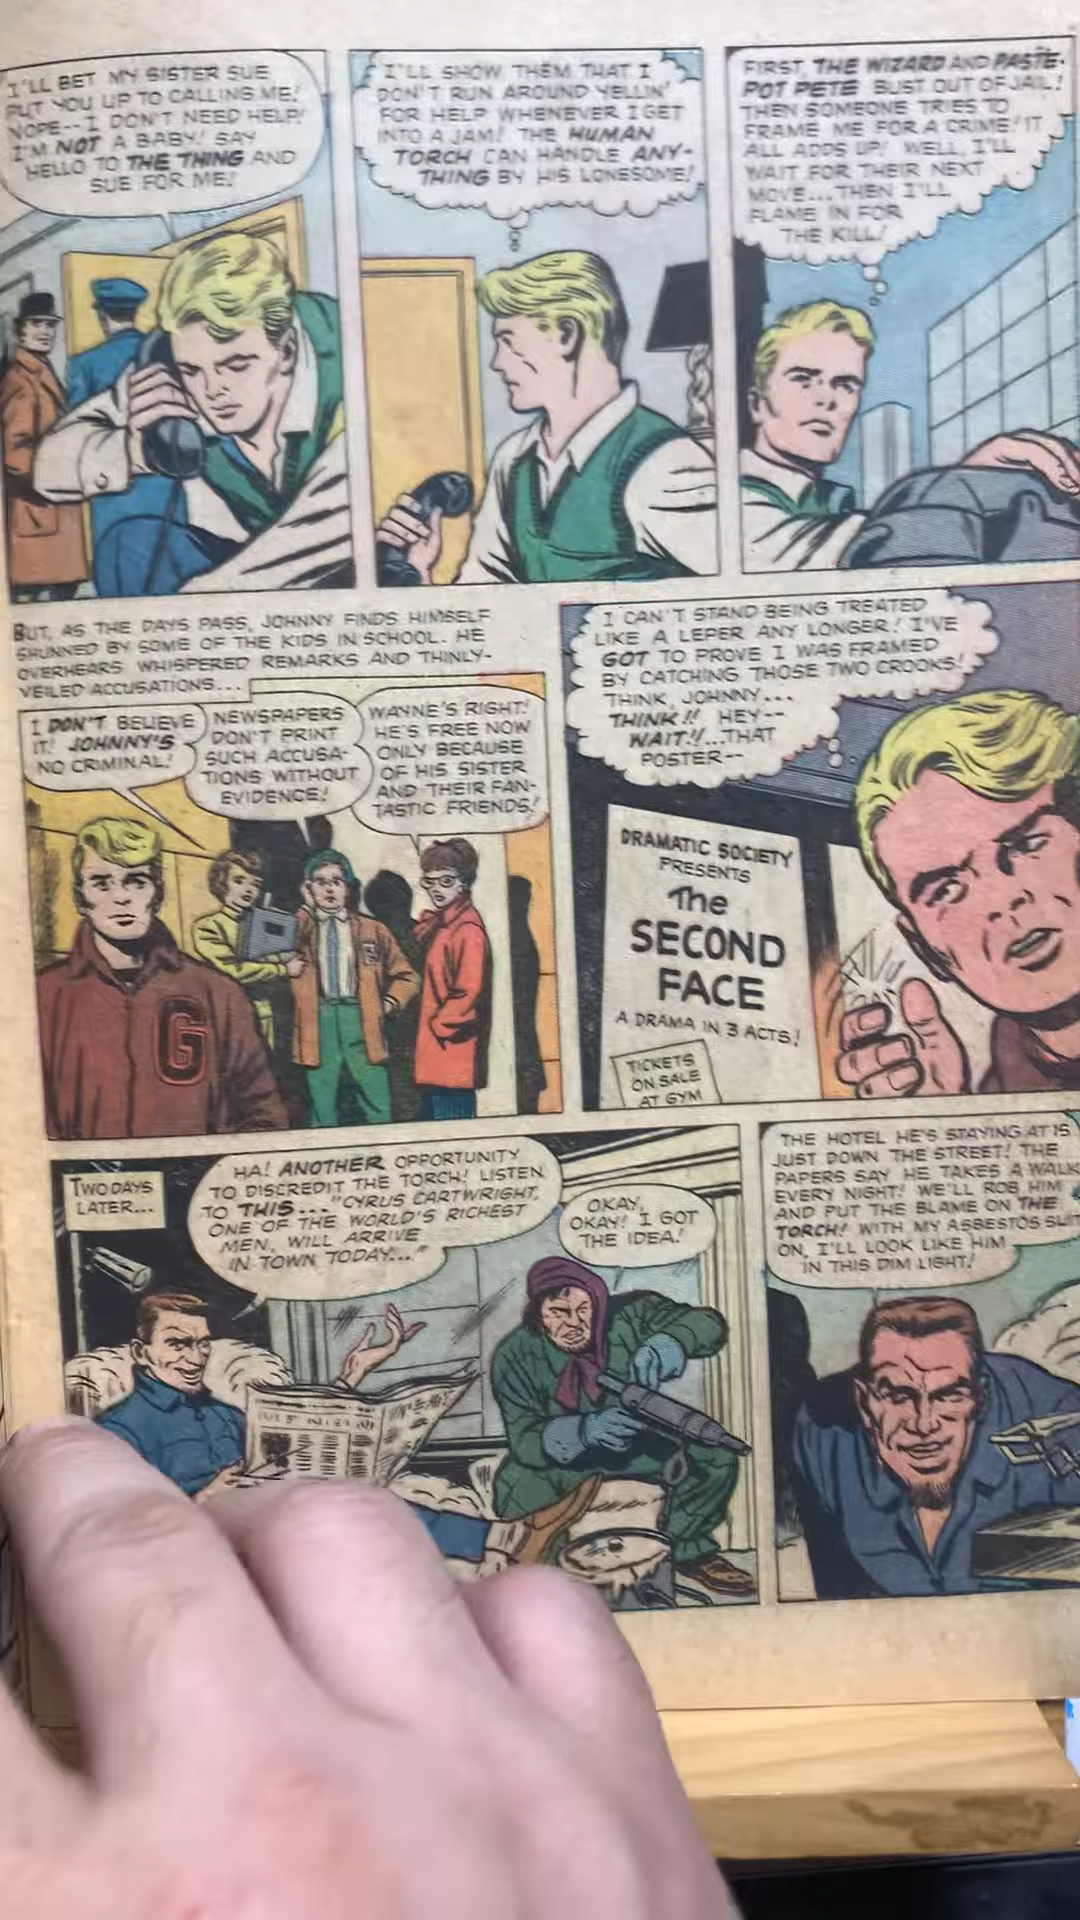 I'LL BET MY SISTER SUE
PUT YOU UP TO CALLING ME!
NOPE-- I DON'T NEED HELP!
I'M NOT A BABY! SAY
HELLO TO THE THING AND
SUE FOR ME!
I'LL SHOW THEM THAT I
DON'T RUN AROUND YELLIN'
FOR HELP WHENEVER I GET
INTO A JAM! THE HUMAN
TORCH CAN HANDLE ANY-
THING BY HIS LONESOME!
FIRST, THE WIZARD AND PASTE-
POT PETE BUST OUT OF JAIL!
THEN SOMEONE TRIES TO
FRAME ME FOR A CRIME! IT
ALL ADDS UP! WELL, I'LL
WAIT FOR THEIR NEXT
MOVE...THEN I'LL
FLAME IN FOR
THE KILL!
BUT, AS THE DAYS PASS, JOHNNY FINDS HIMSELF
SHUNNED BY SOME OF THE KIDS IN SCHOOL. HE
OVERHEARS WHISPERED REMARKS AND THINLY-
VEILED ACCUSATIONS...
I DON'T BELIEVE
IT! JOHNNY'S
NO CRIMINAL!
NEWSPAPERS
DON'T PRINT
SUCH ACCUSA-
TIONS WITHOUT
EVIDENCE!
WAYNE'S RIGHT!
HE'S FREE NOW
ONLY BECAUSE
OF HIS SISTER
AND THEIR FAN-
TASTIC FRIENDS!
G
I CAN'T STAND BEING TREATED
LIKE A LEPER ANY LONGER! I'VE
GOT TO PROVE I WAS FRAMED
BY CATCHING THOSE TWO CROOKS!
THINK, JOHNNY...
THINK!! HEY--
WAIT!!...THAT
POSTER--
DRAMATIC SOCIETY
PRESENTS
The
SECOND
FACE
A DRAMA IN 3 ACTS!
TICKETS
ON SALE
AT GYM
TWO DAYS
LATER...
HA! ANOTHER OPPORTUNITY
TO DISCREDIT THE TORCH! LISTEN
TO THIS... "CYRUS CARTWRIGHT,
ONE OF THE WORLD'S RICHEST
MEN, WILL ARRIVE
IN TOWN TODAY..."
OKAY,
OKAY! I GOT
THE IDEA!
THE HOTEL HE'S STAYING AT IS
JUST DOWN THE STREET! THE
PAPERS SAY HE TAKES A WALK
EVERY NIGHT! WE'LL ROB HIM
AND PUT THE BLAME ON THE
TORCH! WITH MY ASBESTOS SUIT
ON, I'LL LOOK LIKE HIM
IN THIS DIM LIGHT!